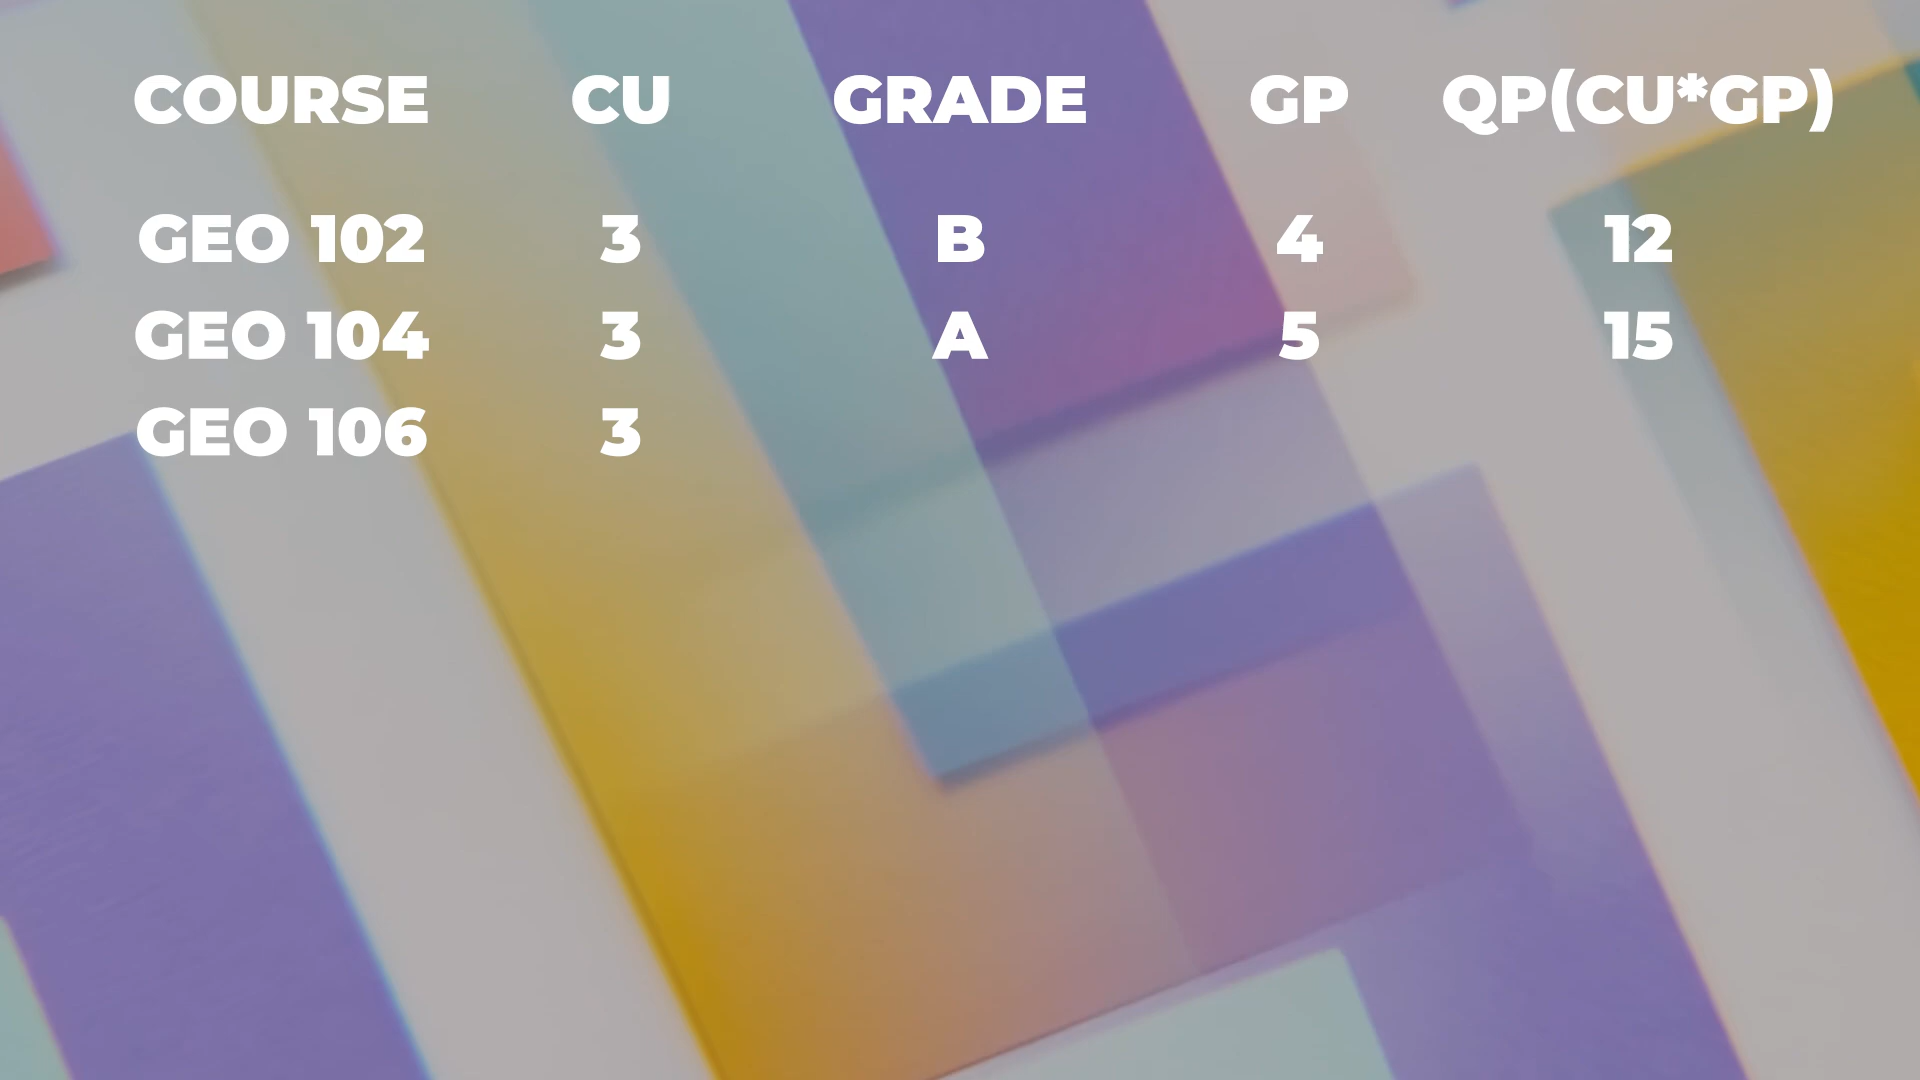 COURSE CU GRADE GP QP(CU*GP)
GEO 102 3 B 4 12
GEO 104 3 A 5 15
GEO 106 3